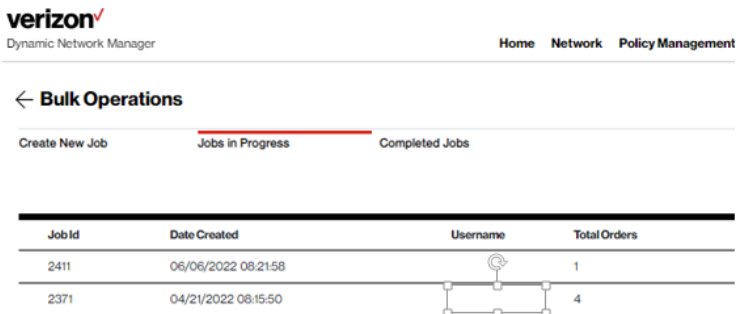 verizon✓
Dynamic Network Manager
Home Network Policy Management
← Bulk Operations
Create New Job Jobs in Progress Completed Jobs
Job Id Date Created Username Total Orders
2411 06/06/2022 08:21:58 1
2371 04/21/2022 08:15:50 4